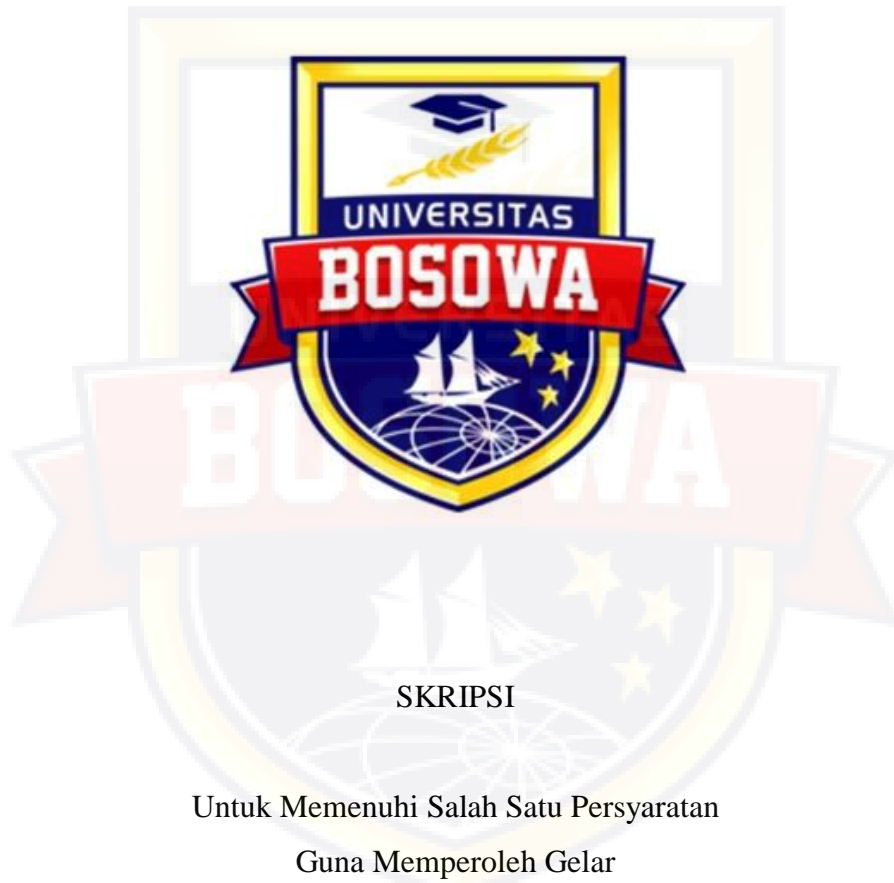 UNIVERSITAS
BOSOWA
SKRIPSI
Untuk Memenuhi Salah Satu Persyaratan
Guna Memperoleh Gelar